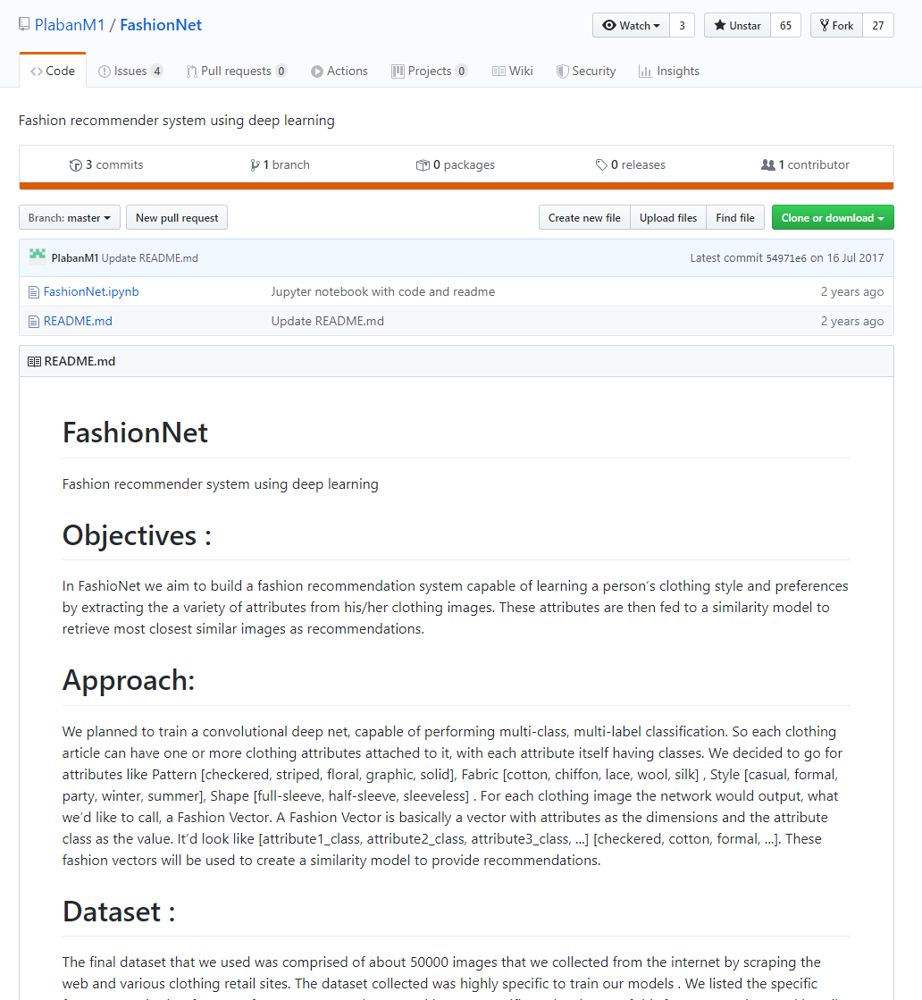 PlabanM1 / FashionNet
Watch 3 Unstar 65 Fork 27
Code Issues 4 Pull requests 0 Actions Projects 0 Wiki Security Insights
Fashion recommender system using deep learning
3 commits 1 branch 0 packages 0 releases 1 contributor
Branch: master New pull request Create new file Upload files Find file Clone or download
PlabanM1 Update README.md Latest commit 54971e6 on 16 Jul 2017
FashionNet.ipynb Jupyter notebook with code and readme 2 years ago
README.md Update README.md 2 years ago
README.md
FashionNet
Fashion recommender system using deep learning
Objectives :
In FashioNet we aim to build a fashion recommendation system capable of learning a person's clothing style and preferences
by extracting the a variety of attributes from his/her clothing images. These attributes are then fed to a similarity model to
retrieve most closest similar images as recommendations.
Approach:
We planned to train a convolutional deep net, capable of performing multi-class, multi-label classification. So each clothing
article can have one or more clothing attributes attached to it, with each attribute itself having classes. We decided to go for
attributes like Pattern [checkered, striped, floral, graphic, solid], Fabric [cotton, chiffon, lace, wool, silk] , Style [casual, formal,
party, winter, summer], Shape [full-sleeve, half-sleeve, sleeveless] . For each clothing image the network would output, what
we'd like to call, a Fashion Vector. A Fashion Vector is basically a vector with attributes as the dimensions and the attribute
class as the value. It'd look like [attribute1_class, attribute2_class, attribute3_class, ...] [checkered, cotton, formal, ...]. These
fashion vectors will be used to create a similarity model to provide recommendations.
Dataset :
The final dataset that we used was comprised of about 50000 images that we collected from the internet by scraping the
web and various clothing retail sites. The dataset collected was highly specific to train our models . We listed the specific